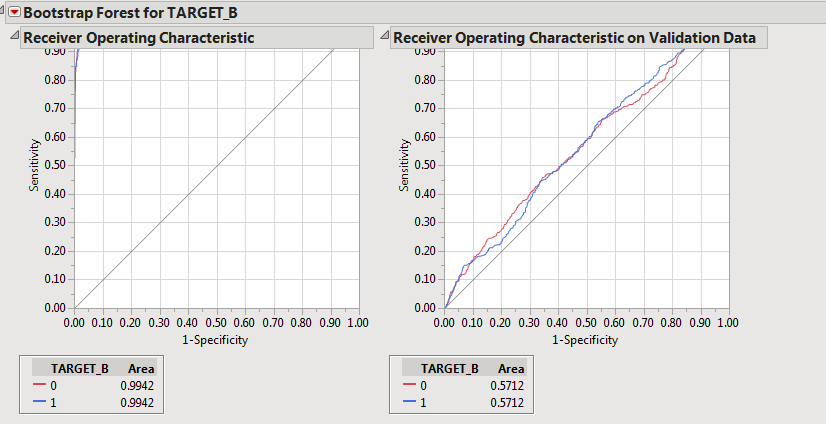 Bootstrap Forest for TARGET_B
Receiver Operating Characteristic
0.90
0.80
0.70
0.60
0.50
0.40
0.30
0.20
0.10
0.00
Sensitivity
0.00 0.10 0.20 0.30 0.40 0.50 0.60 0.70 0.80 0.90 1.00
1-Specificity
TARGET_B Area
0 0.9942
1 0.9942
Receiver Operating Characteristic on Validation Data
0.90
0.80
0.70
0.60
0.50
0.40
0.30
0.20
0.10
0.00
Sensitivity
0.00 0.10 0.20 0.30 0.40 0.50 0.60 0.70 0.80 0.90 1.00
1-Specificity
TARGET_B Area
0 0.5712
1 0.5712